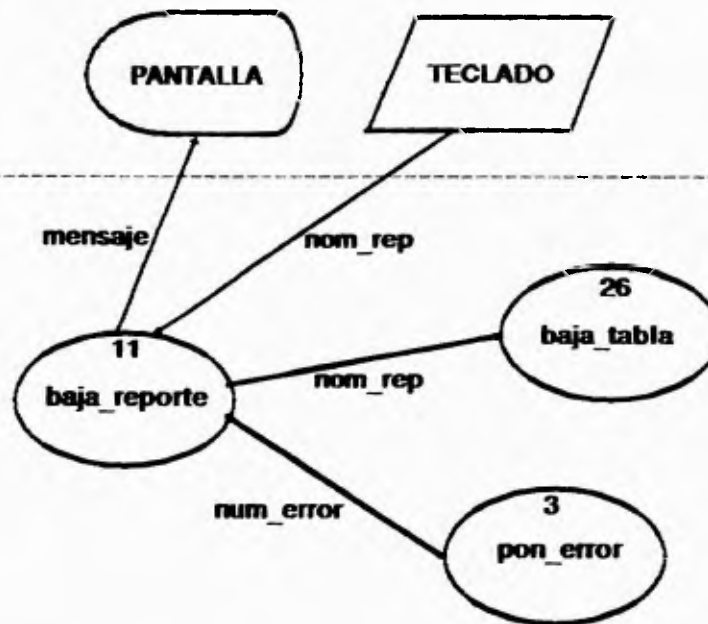 PANTALLA
TECLADO
mensaje
nom_rep
26
baja_tabla
11
baja_reporte
nom_rep
num_error
3
pon_error